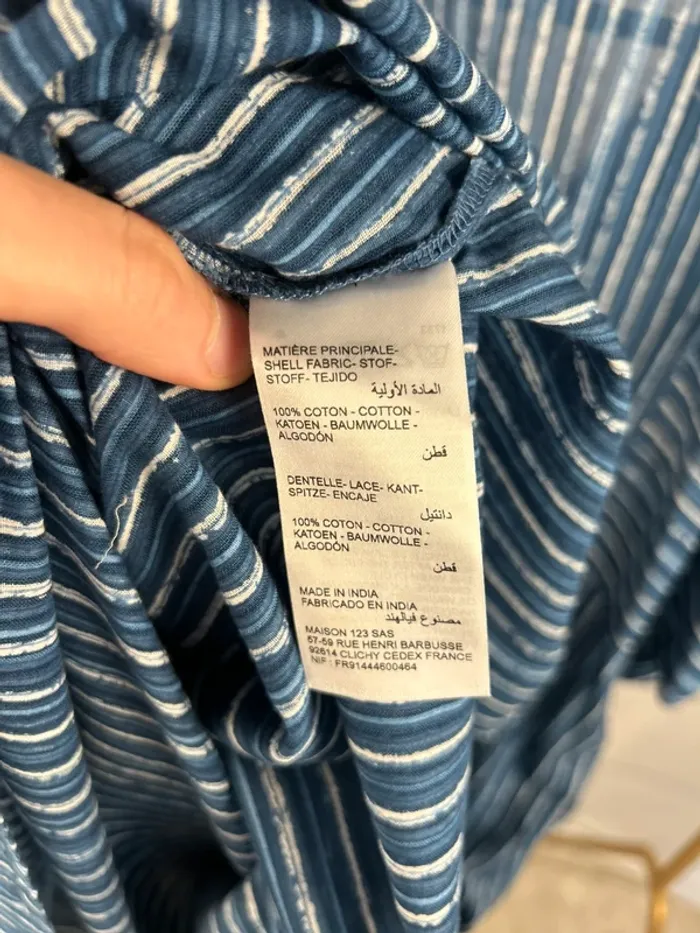 MATIÈRE PRINCIPALE-
SHELL FABRIC- STOF-
STOFF- TEJIDO
المادة الأولية
100% COTON - COTTON -
KATOEN - BAUMWOLLE -
ALGODÓN
قطن
DENTELLE- LACE- KANT-
SPITZE- ENCAJE
دانتيل
100% COTON - COTTON -
KATOEN - BAUMWOLLE -
ALGODÓN
قطن
MADE IN INDIA
FABRICADO EN INDIA
مصنوع فيالهند
MAISON 123 SAS
57-59 RUE HENRI BARBUSSE
92614 CLICHY CEDEX FRANCE
NIF : FR91444600464